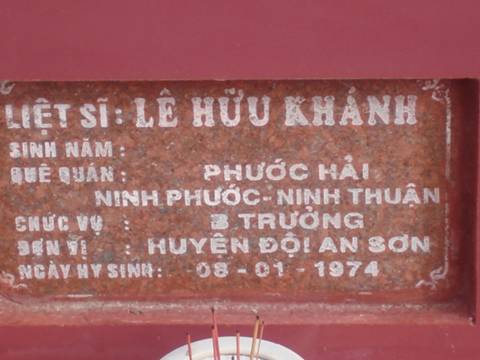 LIỆT SĨ: LÊ HỮU KHÁNH
SINH NĂM :
QUÊ QUÁN : PHƯỚC HẢI
NINH PHƯỚC - NINH THUẬN
CHỨC VỤ : B TRƯỞNG
ĐƠN VỊ : HUYỆN ĐỘI AN SƠN
NGÀY HY SINH: 08 - 01 - 1974